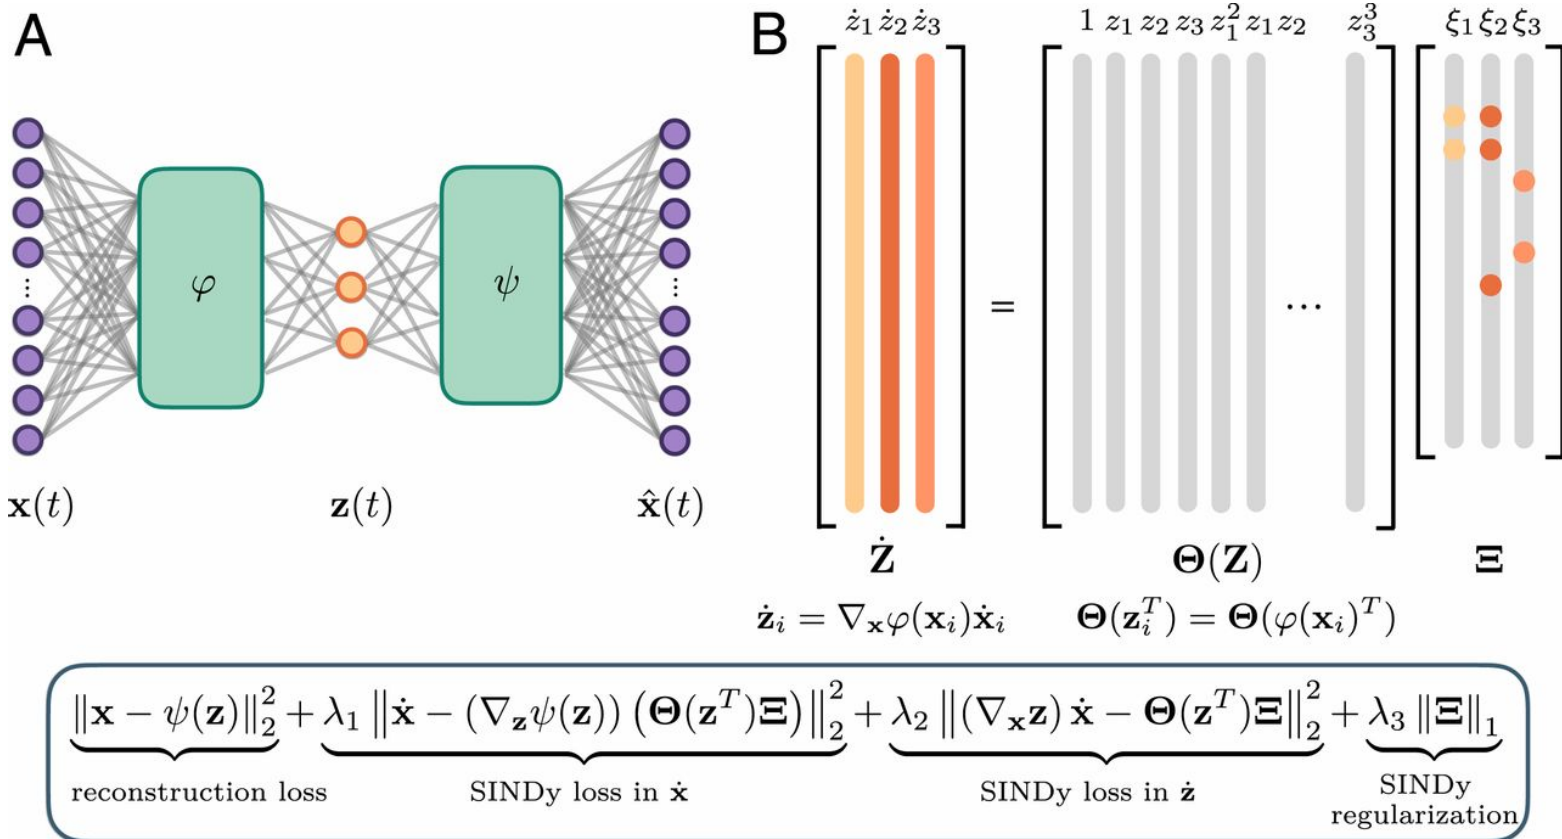 A
φ
ψ
x(t)
z(t)
x̂(t)
B
ż₁ ż₂ ż₃
1 z₁ z₂ z₃ z₁² z₁z₂ z₃³
ξ₁ ξ₂ ξ₃
=
⋯
Ż
Θ(Z)
Ξ
żᵢ = ∇ₓφ(xᵢ)ẋᵢ
Θ(zᵢᵀ) = Θ(φ(xᵢ)ᵀ)
‖x − ψ(z)‖₂² + λ₁ ‖ẋ − (∇_z ψ(z)) (Θ(zᵀ)Ξ)‖₂² + λ₂ ‖(∇ₓz) ẋ − Θ(zᵀ)Ξ‖₂² + λ₃ ‖Ξ‖₁
reconstruction loss
SINDy loss in ẋ
SINDy loss in ż
SINDy
regularization